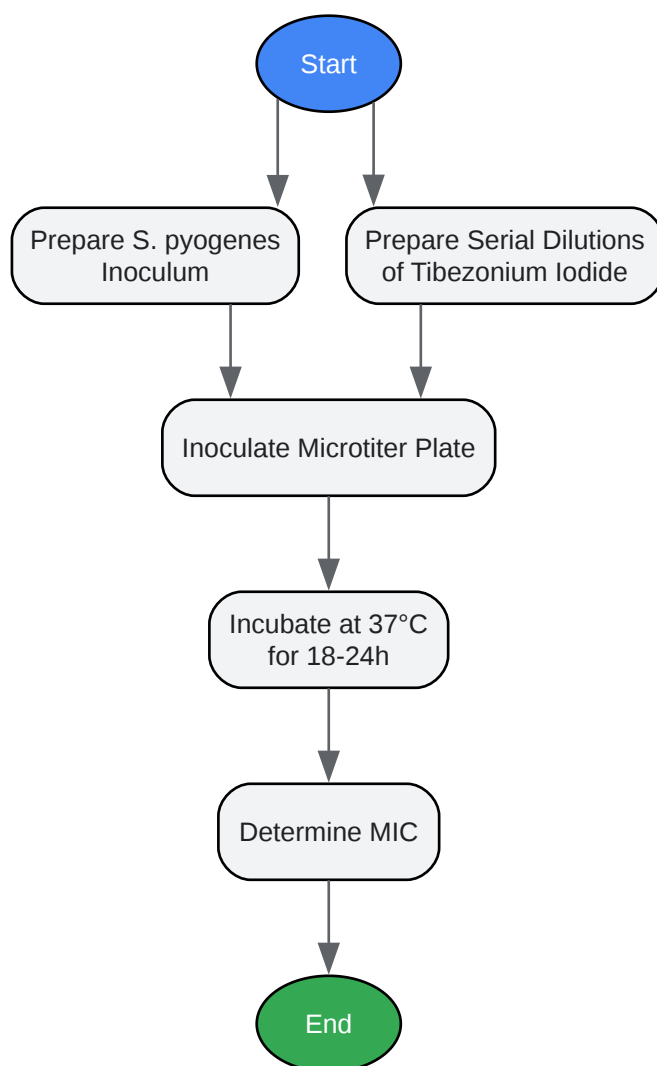 Start
Prepare S. pyogenes
Inoculum
Prepare Serial Dilutions
of Tibezonium Iodide
Inoculate Microtiter Plate
Incubate at 37°C
for 18-24h
Determine MIC
End